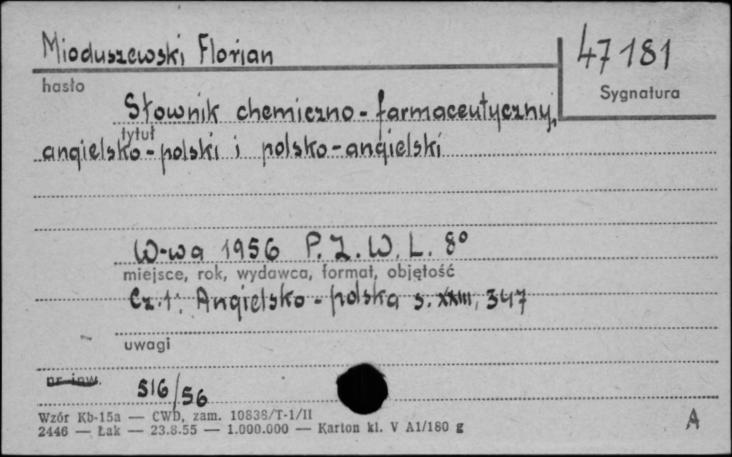 Mioduszewski Florian
47181
hasło
Sygnatura
Słownik chemiczno-farmaceutyczny,
tytuł
angielsko-polski i polsko-angielski
W-wa 1956 P.Z.W.L. 8°
miejsce, rok, wydawca, format, objętość
Cz.1: Angielsko-polska s. XXIII, 347
uwagi
nr inw.
516/56
Wzór Kb-15a — CWD, zam. 10838/T-1/II
2446 — Łak — 23.8.55 — 1.000.000 — Karton kl. V A1/180 g
A